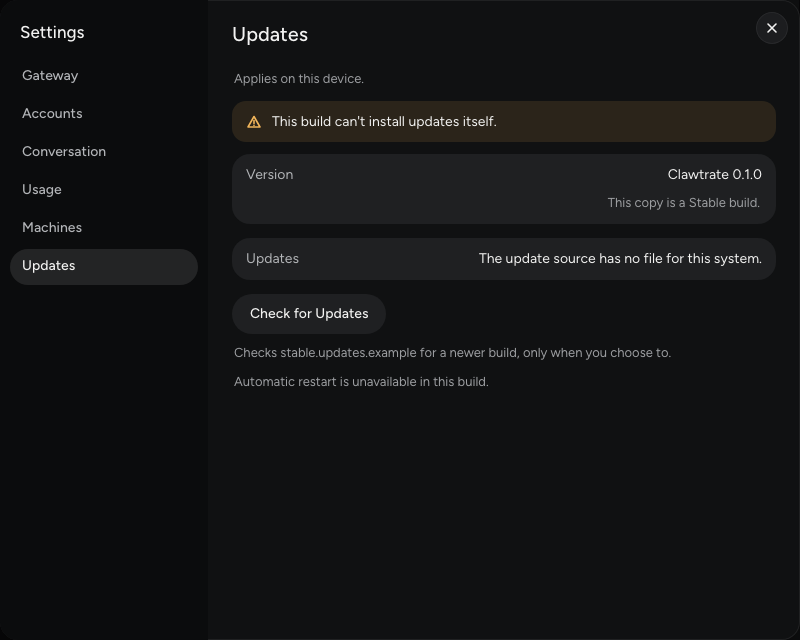 Settings
Gateway
Accounts
Conversation
Usage
Machines
Updates
Updates
Applies on this device.
This build can't install updates itself.
Version
Clawtrate 0.1.0
This copy is a Stable build.
Updates
The update source has no file for this system.
Check for Updates
Checks stable.updates.example for a newer build, only when you choose to.
Automatic restart is unavailable in this build.